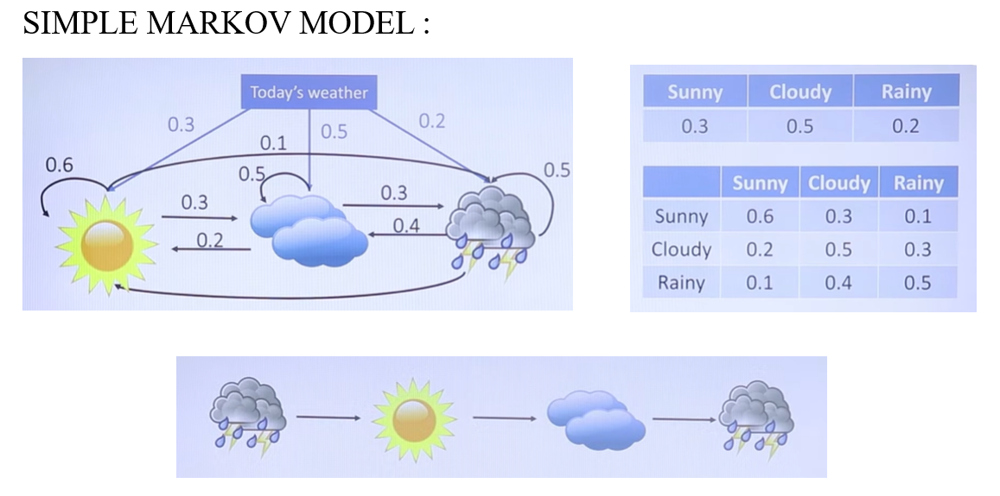 SIMPLE MARKOV MODEL :
Today's weather
0.3
0.5
0.2
0.1
0.6
0.5
0.5
0.3
0.3
0.2
0.4
Sunny Cloudy Rainy
0.3 0.5 0.2
Sunny Cloudy Rainy
Sunny 0.6 0.3 0.1
Cloudy 0.2 0.5 0.3
Rainy 0.1 0.4 0.5